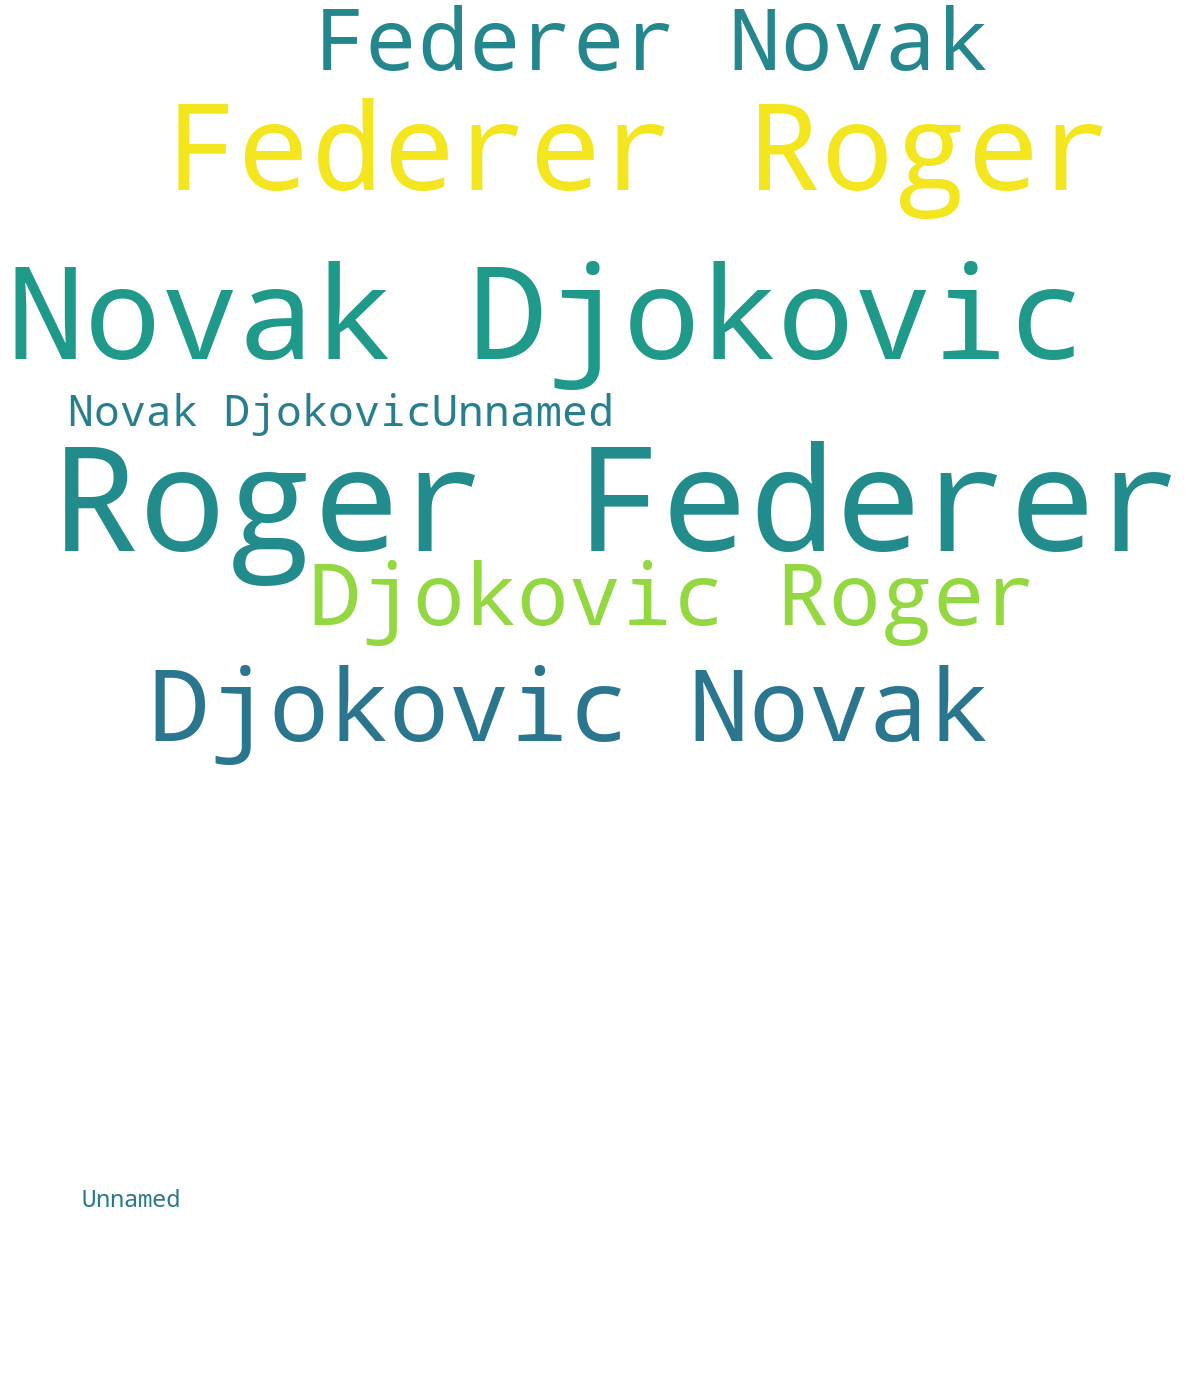 Federer Novak
Federer Roger
Novak Djokovic
Novak DjokovicUnnamed
Roger Federer
Djokovic Roger
Djokovic Novak
Unnamed